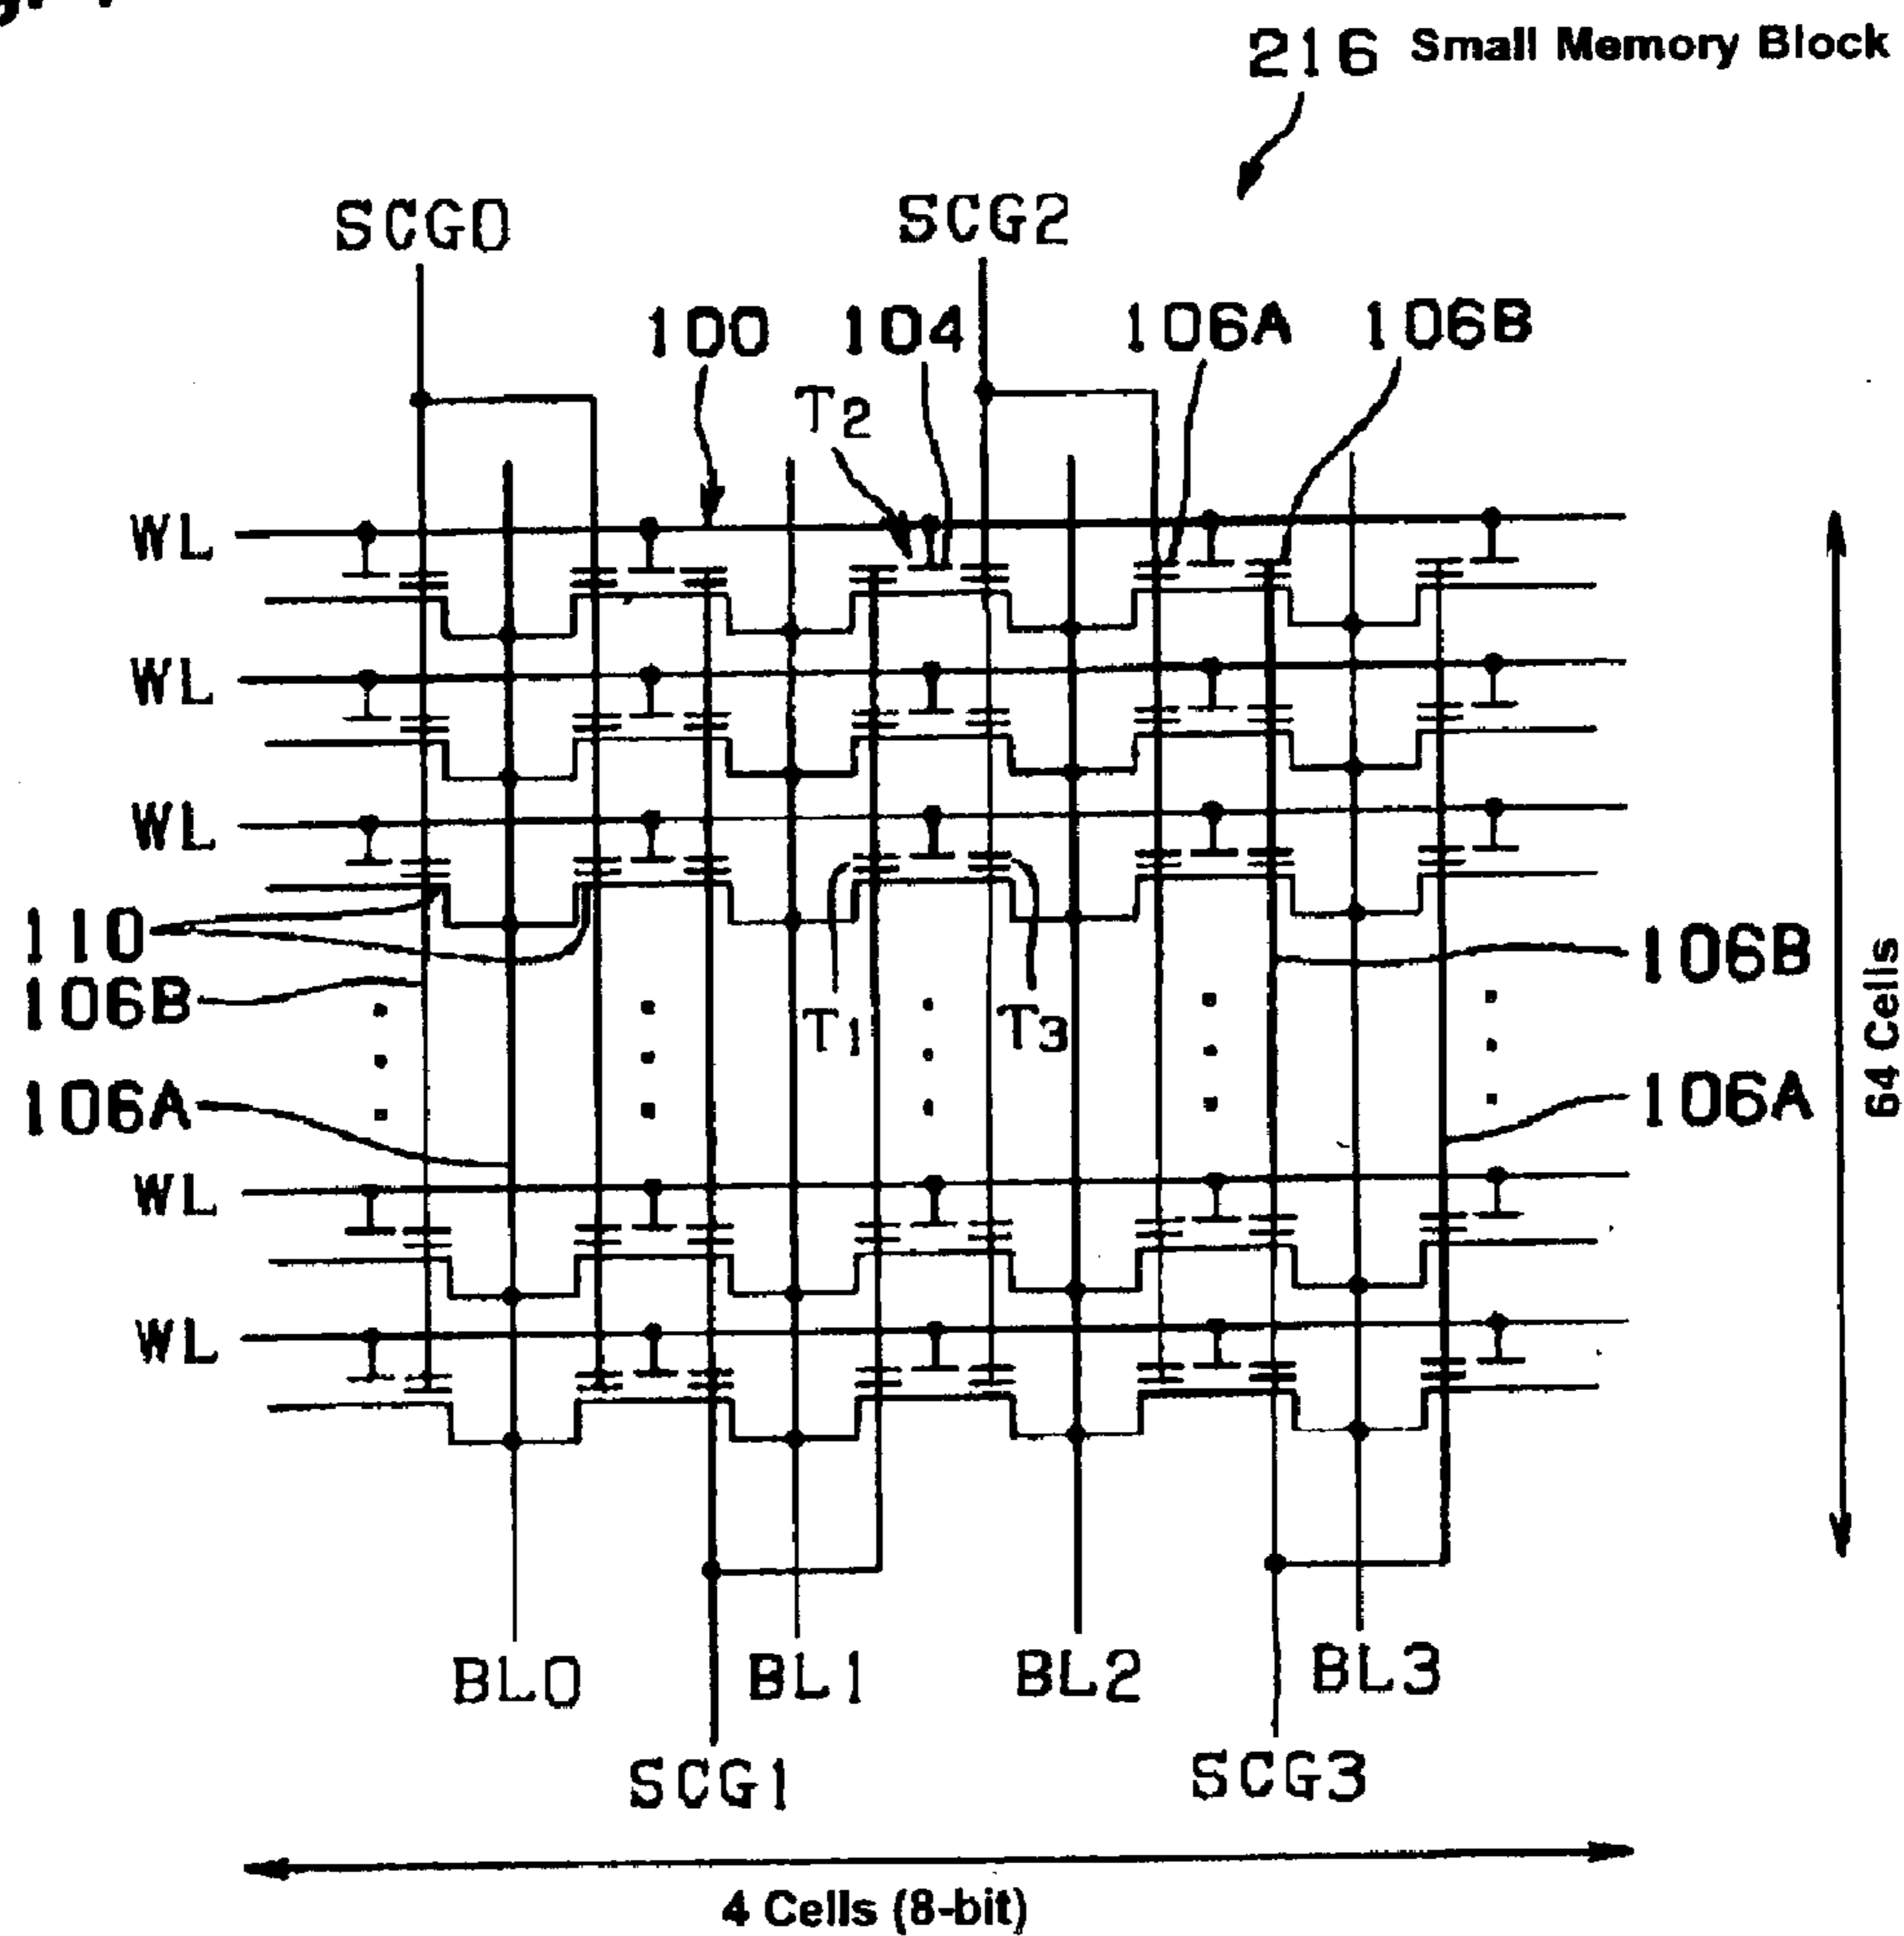 216 Small Memory Block
SCG0
SCG2
100
104
106A
106B
T2
WL
WL
WL
110
106B
106B
T1
T3
106A
106A
64 Cells
WL
WL
BL0
BL1
BL2
BL3
SCG1
SCG3
4 Cells (8-bit)